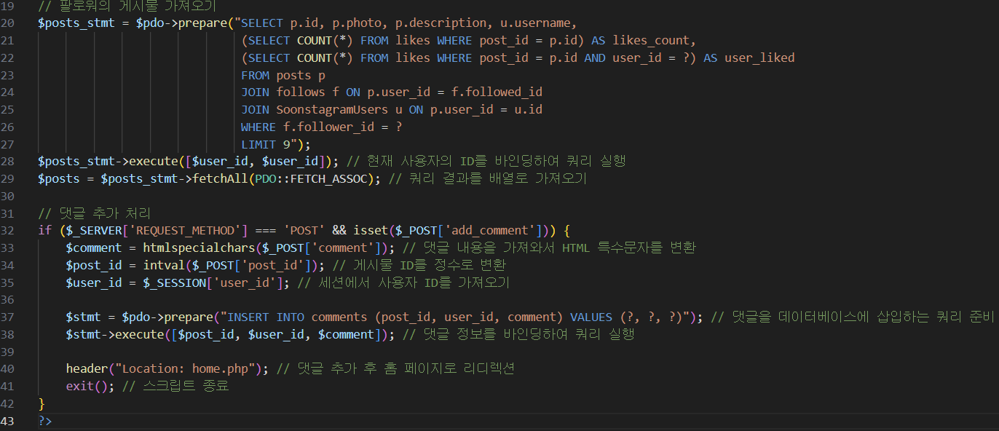 19 // 팔로워의 게시물 가져오기
20 $posts_stmt = $pdo->prepare("SELECT p.id, p.photo, p.description, u.username,
21 (SELECT COUNT(*) FROM likes WHERE post_id = p.id) AS likes_count,
22 (SELECT COUNT(*) FROM likes WHERE post_id = p.id AND user_id = ?) AS user_liked
23 FROM posts p
24 JOIN follows f ON p.user_id = f.followed_id
25 JOIN SoonstagramUsers u ON p.user_id = u.id
26 WHERE f.follower_id = ?
27 LIMIT 9");
28 $posts_stmt->execute([$user_id, $user_id]); // 현재 사용자의 ID를 바인딩하여 쿼리 실행
29 $posts = $posts_stmt->fetchAll(PDO::FETCH_ASSOC); // 쿼리 결과를 배열로 가져오기
30
31 // 댓글 추가 처리
32 if ($_SERVER['REQUEST_METHOD'] === 'POST' && isset($_POST['add_comment'])) {
33 $comment = htmlspecialchars($_POST['comment']); // 댓글 내용을 가져와서 HTML 특수문자를 변환
34 $post_id = intval($_POST['post_id']); // 게시물 ID를 정수로 변환
35 $user_id = $_SESSION['user_id']; // 세션에서 사용자 ID를 가져오기
36
37 $stmt = $pdo->prepare("INSERT INTO comments (post_id, user_id, comment) VALUES (?, ?, ?)"); // 댓글을 데이터베이스에 삽입하는 쿼리 준비
38 $stmt->execute([$post_id, $user_id, $comment]); // 댓글 정보를 바인딩하여 쿼리 실행
39
40 header("Location: home.php"); // 댓글 추가 후 홈 페이지로 리디렉션
41 exit(); // 스크립트 종료
42 }
43 ?>